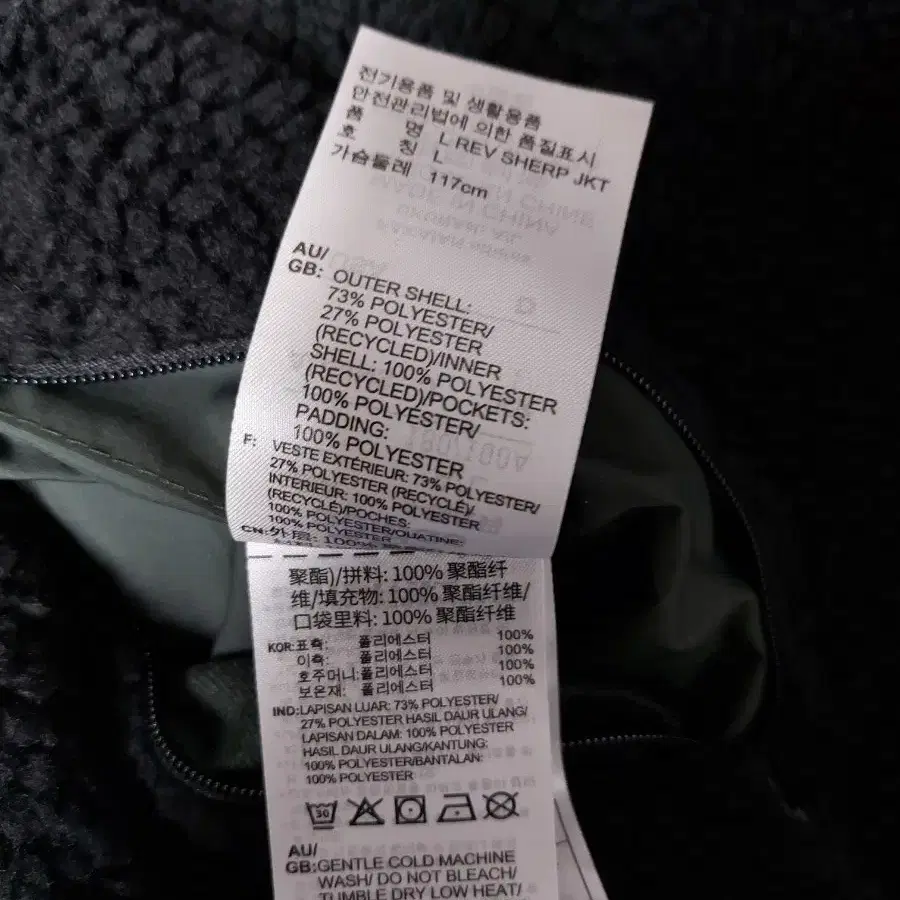 전기용품 및 생활용품
안전관리법에 의한 품질표시
품 명 L REV SHERP JKT
호 칭 L
가슴둘레 117cm
AU/
GB: OUTER SHELL:
73% POLYESTER/
27% POLYESTER
(RECYCLED)/INNER
SHELL: 100% POLYESTER
(RECYCLED)/POCKETS:
100% POLYESTER/
PADDING:
100% POLYESTER
F: VESTE EXTÉRIEUR: 73% POLYESTER/
27% POLYESTER (RECYCLÉ)/
INTERIEUR: 100% POLYESTER
(RECYCLÉ)/POCHES:
100% POLYESTER/OUATINE:
100% POLYESTER
CN:外层: 100%
聚酯)/拼料: 100% 聚酯纤
维/填充物: 100% 聚酯纤维/
口袋里料: 100% 聚酯纤维
KOR:표측: 폴리에스터 100%
이측: 폴리에스터 100%
호주머니:폴리에스터 100%
보온재: 폴리에스터 100%
IND:LAPISAN LUAR: 73% POLYESTER/
27% POLYESTER HASIL DAUR ULANG/
LAPISAN DALAM: 100% POLYESTER
HASIL DAUR ULANG/KANTUNG:
100% POLYESTER/BANTALAN:
100% POLYESTER
30
AU/
GB:GENTLE COLD MACHINE
WASH/ DO NOT BLEACH/
TUMBLE DRY LOW HEAT/